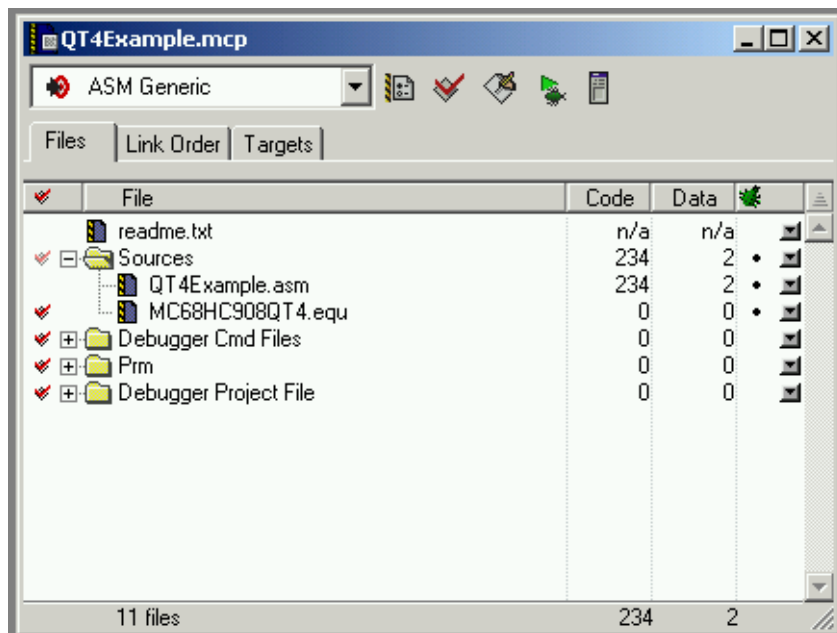 QT4Example.mcp
ASM Generic
Files Link Order Targets
File Code Data
readme.txt n/a n/a
Sources 234 2 •
QT4Example.asm 234 2 •
MC68HC908QT4.equ 0 0 •
Debugger Cmd Files 0 0
Prm 0 0
Debugger Project File 0 0
11 files 234 2